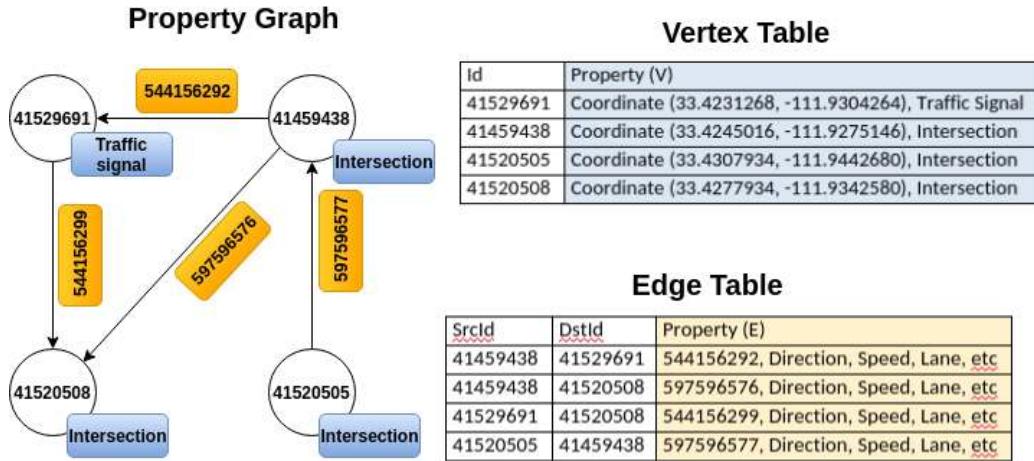 Property Graph
544156292
41529691
41459438
Traffic
signal
Intersection
544156299
597596576
597596577
41520508
41520505
Intersection
Intersection
Vertex Table
Id Property (V)
41529691 Coordinate (33.4231268, -111.9304264), Traffic Signal
41459438 Coordinate (33.4245016, -111.9275146), Intersection
41520505 Coordinate (33.4307934, -111.9442680), Intersection
41520508 Coordinate (33.4277934, -111.9342580), Intersection
Edge Table
SrcId DstId Property (E)
41459438 41529691 544156292, Direction, Speed, Lane, etc
41459438 41520508 597596576, Direction, Speed, Lane, etc
41529691 41520508 544156299, Direction, Speed, Lane, etc
41520505 41459438 597596577, Direction, Speed, Lane, etc